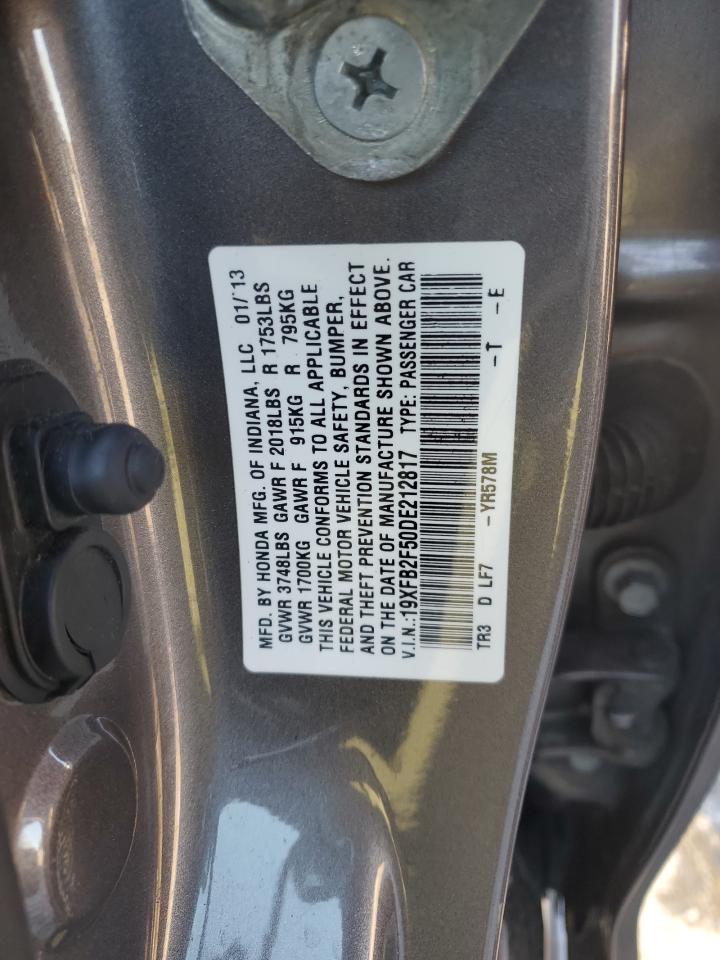 MFD. BY HONDA MFG. OF INDIANA, LLC 01/'13
GVWR 3748LBS GAWR F 2018LBS R 1753LBS
GVWR 1700KG GAWR F 915KG R 795KG
THIS VEHICLE CONFORMS TO ALL APPLICABLE
FEDERAL MOTOR VEHICLE SAFETY, BUMPER,
AND THEFT PREVENTION STANDARDS IN EFFECT
ON THE DATE OF MANUFACTURE SHOWN ABOVE.
V.I.N.:19XFB2F50DE212817 TYPE: PASSENGER CAR
TR3 D LF7 -YR578M -T -E